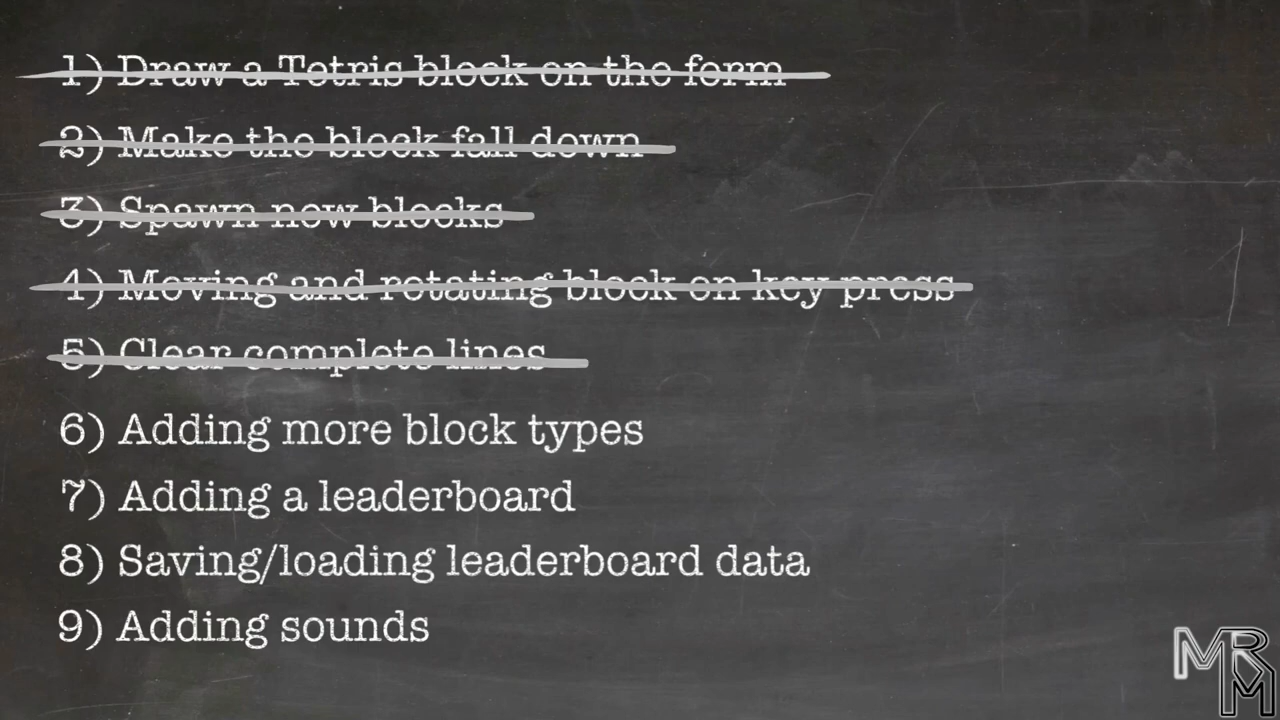 1) Draw a Tetris block on the form
2) Make the block fall down
3) Spawn new blocks
4) Moving and rotating block on key press
5) Clear complete lines
6) Adding more block types
7) Adding a leaderboard
8) Saving/loading leaderboard data
9) Adding sounds
MRM